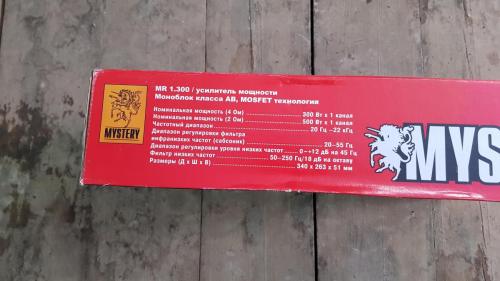 MYSTERY
MR 1.300 / усилитель мощности
Моноблок класса AB, MOSFET технология
Номинальная мощность (4 Ом) 300 Вт x 1 канал
Номинальная мощность (2 Ом) 500 Вт x 1 канал
Частотный диапазон 20 Гц –22 кГц
Диапазон регулировки фильтра
инфранизких частот (сабсоник) 20–55 Гц
Диапазон регулировки уровня низких частот 0–+12 дБ на 45 Гц
Фильтр низких частот 50–250 Гц/18 дБ на октаву
Размеры (Д x Ш x В) 340 x 263 x 51 мм
MYS